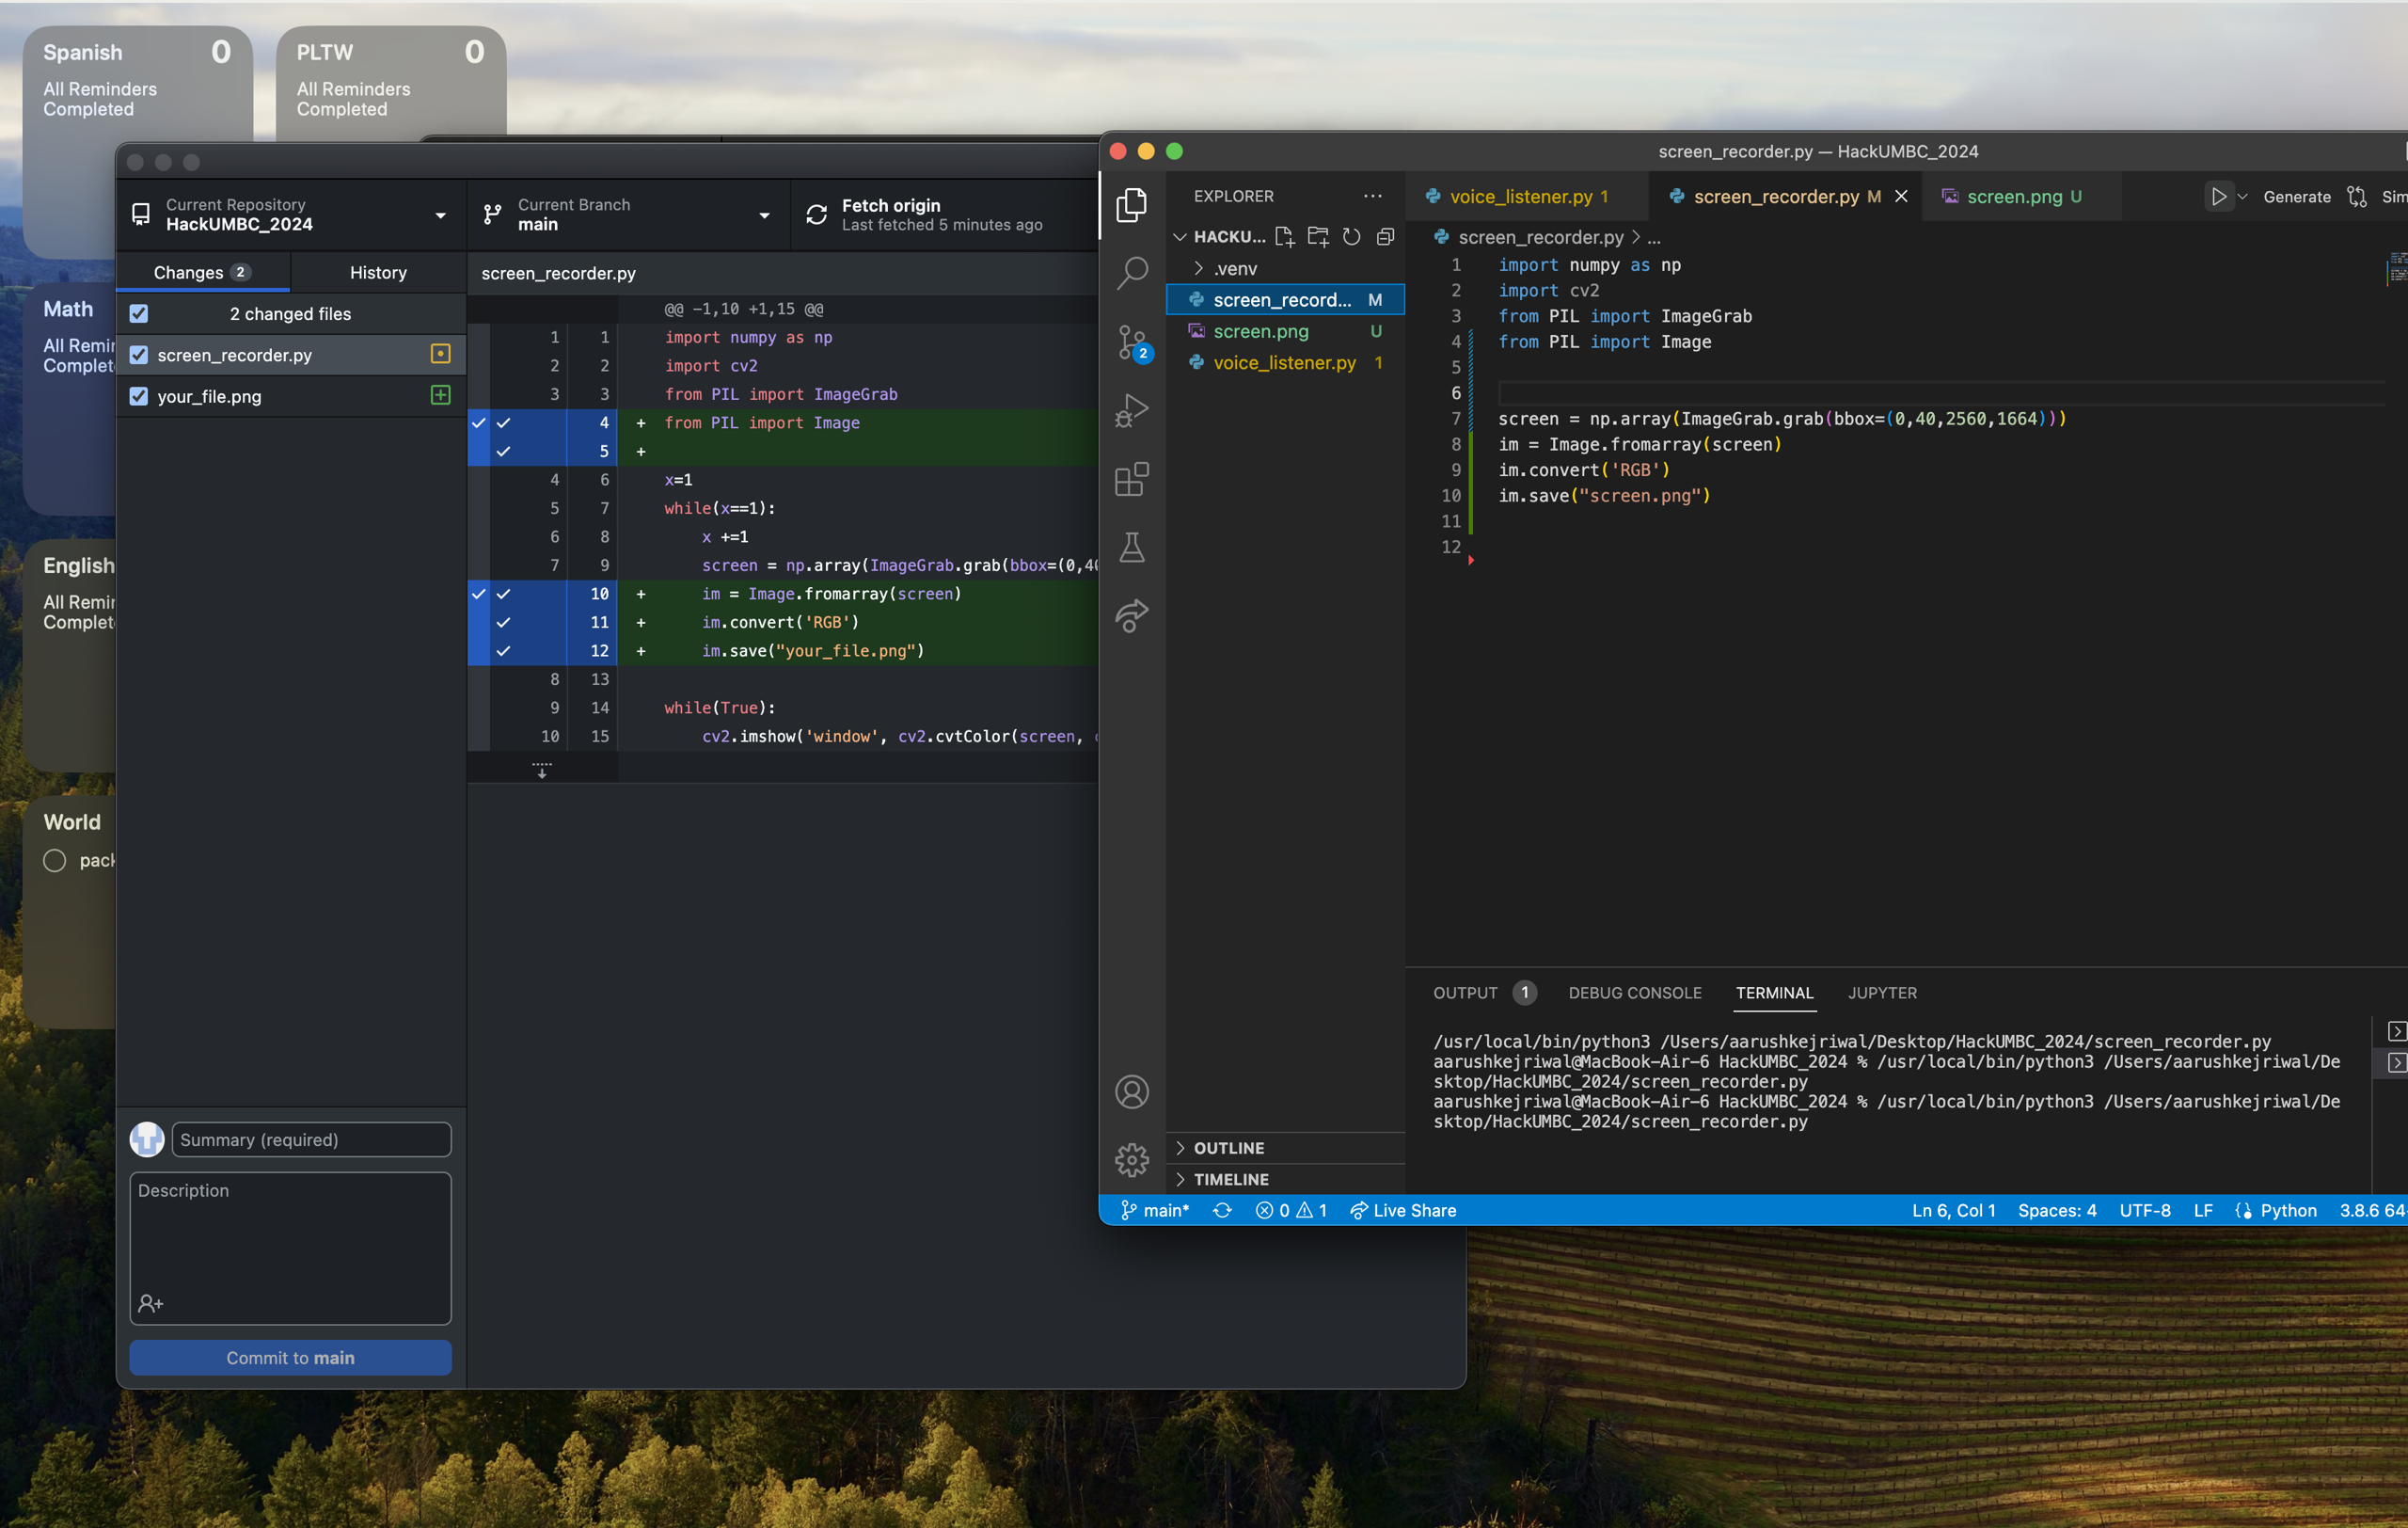 Spanish
0
All Reminders
Completed
PLTW
0
All Reminders
Completed
Math
English
World
Current Repository
HackUMBC_2024
Current Branch
main
Fetch origin
Last fetched 5 minutes ago
Changes 2
History
2 changed files
screen_recorder.py
your_file.png
screen_recorder.py
@@ -1,10 +1,15 @@
1 1 import numpy as np
2 2 import cv2
3 3 from PIL import ImageGrab
4 + from PIL import Image
5 +
4 6 x=1
5 7 while(x==1):
6 8 x +=1
7 9 screen = np.array(ImageGrab.grab(bbox=(0,40
10 + im = Image.fromarray(screen)
11 + im.convert('RGB')
12 + im.save("your_file.png")
8 13
9 14 while(True):
10 15 cv2.imshow('window', cv2.cvtColor(screen,
Summary (required)
Description
Commit to main
screen_recorder.py — HackUMBC_2024
EXPLORER
...
HACKU...
.venv
screen_record... M
screen.png U
voice_listener.py 1
voice_listener.py 1
screen_recorder.py M
screen.png U
Generate
Sim
screen_recorder.py > ...
1 import numpy as np
2 import cv2
3 from PIL import ImageGrab
4 from PIL import Image
5
6
7 screen = np.array(ImageGrab.grab(bbox=(0,40,2560,1664)))
8 im = Image.fromarray(screen)
9 im.convert('RGB')
10 im.save("screen.png")
11
12
2
OUTLINE
TIMELINE
OUTPUT 1
DEBUG CONSOLE
TERMINAL
JUPYTER
/usr/local/bin/python3 /Users/aarushkejriwal/Desktop/HackUMBC_2024/screen_recorder.py
aarushkejriwal@MacBook-Air-6 HackUMBC_2024 % /usr/local/bin/python3 /Users/aarushkejriwal/De
sktop/HackUMBC_2024/screen_recorder.py
aarushkejriwal@MacBook-Air-6 HackUMBC_2024 % /usr/local/bin/python3 /Users/aarushkejriwal/De
sktop/HackUMBC_2024/screen_recorder.py
main*
0
1
Live Share
Ln 6, Col 1
Spaces: 4
UTF-8
LF
Python
3.8.6 64